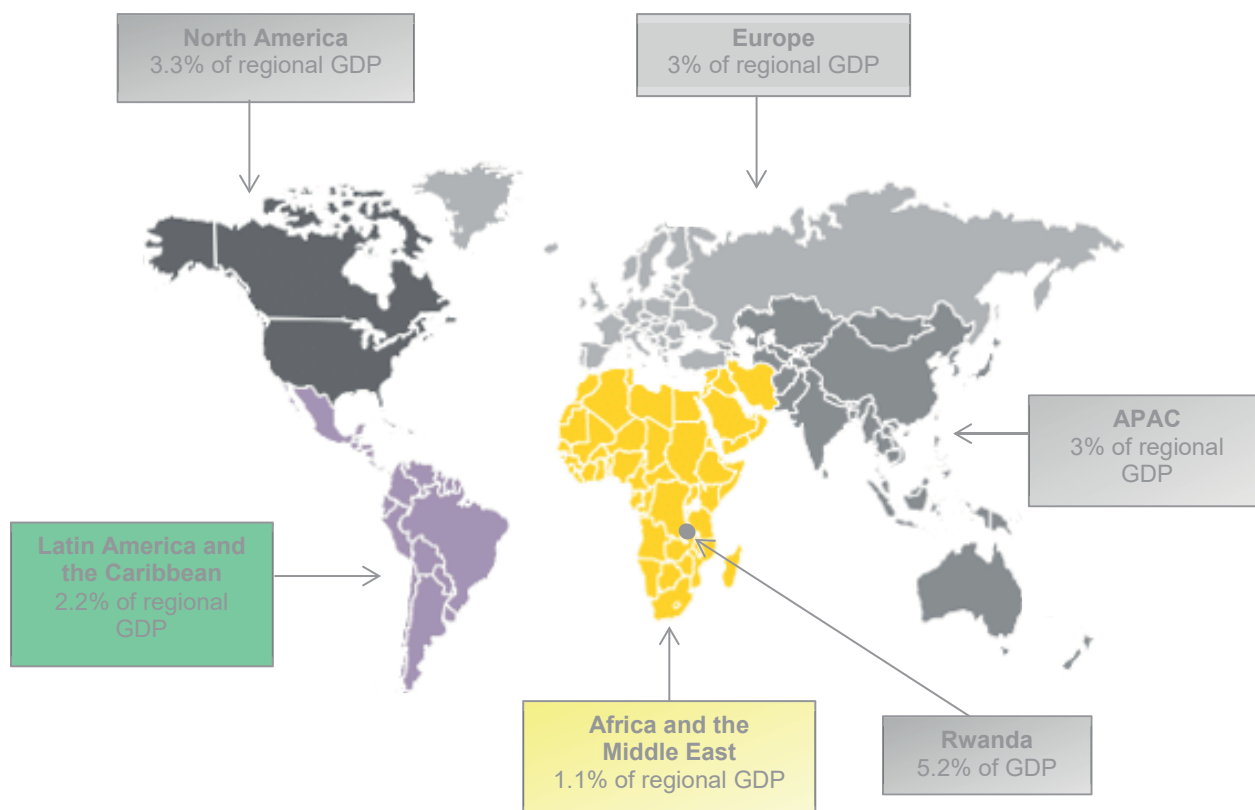 North America
3.3% of regional GDP
Europe
3% of regional GDP
APAC
3% of regional
GDP
Latin America and
the Caribbean
2.2% of regional
GDP
Africa and the
Middle East
1.1% of regional GDP
Rwanda
5.2% of GDP